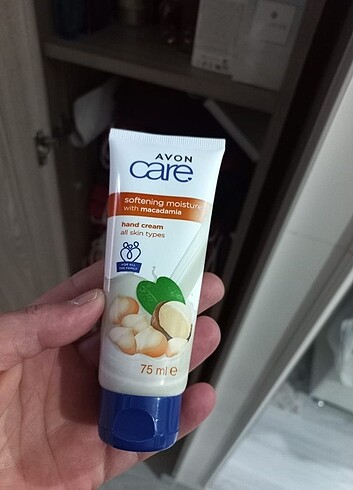 AVON
care
softening moisture
with macadamia
hand cream
all skin types
FOR ALL
THE FAMILY
75 ml e